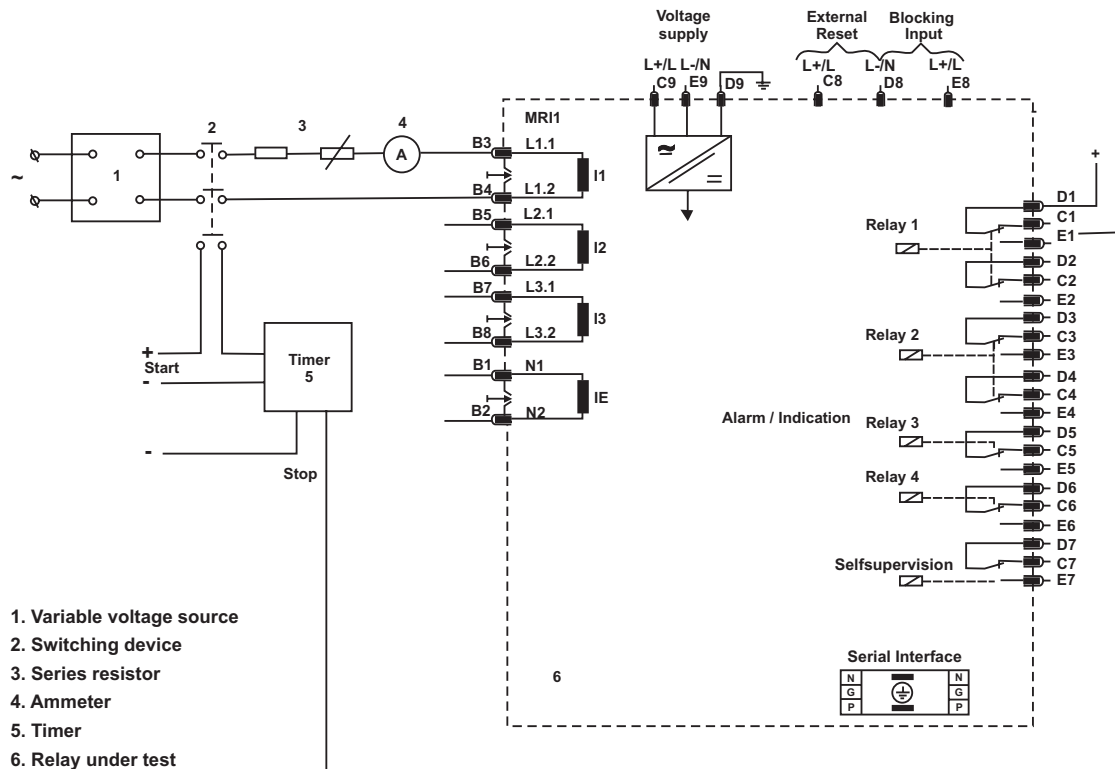 Voltage
supply
External
Reset
Blocking
Input
L+/L L-/N
C9 E9 D9
L+/L L-/N L+/L
C8 D8 E8
MRI1
2 3 4
~ 1 A
B3 L1.1
I1
B4 L1.2
B5 L2.1
I2
B6 L2.2
B7 L3.1
I3
B8 L3.2
B1 N1
IE
B2 N2
+
Start
-
-
Timer
5
Stop
+
D1
C1
Relay 1
E1
D2
C2
E2
D3
C3
Relay 2
E3
D4
C4
E4
Alarm / Indication
Relay 3
D5
C5
E5
Relay 4
D6
C6
E6
D7
C7
Selfsupervision
E7
6
Serial Interface
N N
G G
P P
1. Variable voltage source
2. Switching device
3. Series resistor
4. Ammeter
5. Timer
6. Relay under test